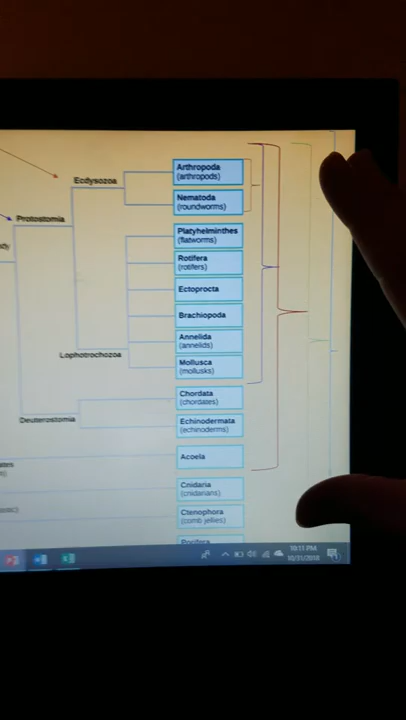 Arthropoda
(arthropods)
Ecdysozoa
Nematoda
(roundworms)
Protostomia
Platyhelminthes
(flatworms)
Rotifera
(rotifers)
Ectoprocta
Brachiopoda
Annelida
(annelids)
Lophotrochozoa
Mollusca
(mollusks)
Chordata
(chordates)
Deuterostomia
Echinodermata
(echinoderms)
Acoela
Cnidaria
(cnidarians)
Ctenophora
(comb jellies)
Porifera
10:11 PM
10/31/2018